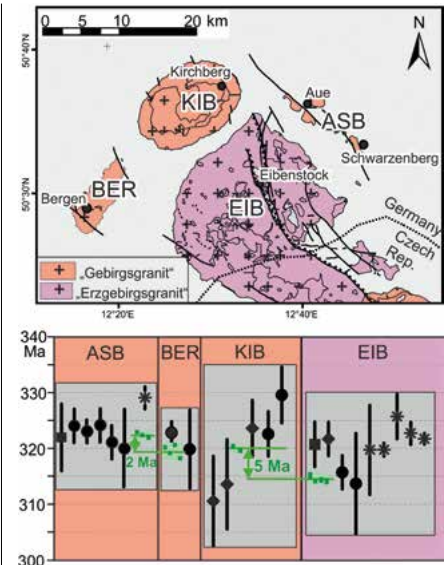 0 10 20 km
N
50°40'
Kirchberg
KIB
Aue
ASB
Schwarzenberg
Eibenstock
BER
50°30'
Bergen
EIB
Germany
Czech
Rep.
„Gebirgsgranit“
„Erzgebirgsgranit“
12°20' 12°40'
340
Ma
ASB BER KIB EIB
330
320
2 Ma
5 Ma
310
300